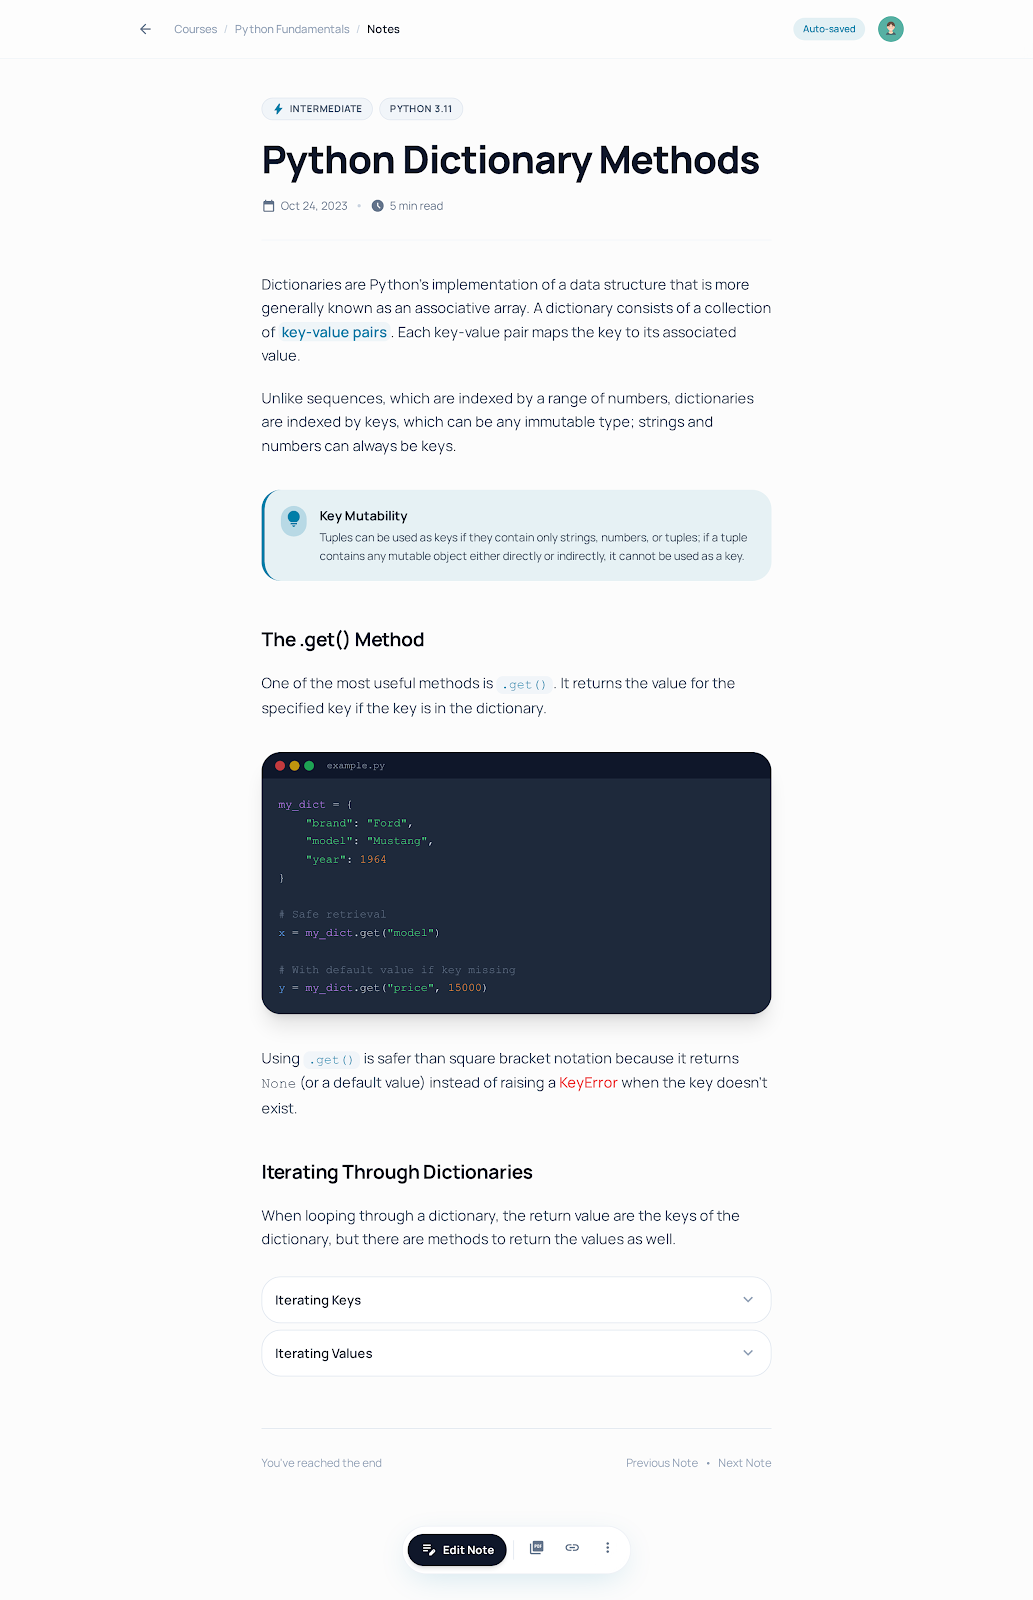 Courses / Python Fundamentals / Notes
Auto-saved
INTERMEDIATE
PYTHON 3.11
Python Dictionary Methods
Oct 24, 2023 • 5 min read
Dictionaries are Python's implementation of a data structure that is more
generally known as an associative array. A dictionary consists of a collection
of key-value pairs. Each key-value pair maps the key to its associated
value.
Unlike sequences, which are indexed by a range of numbers, dictionaries
are indexed by keys, which can be any immutable type; strings and
numbers can always be keys.
Key Mutability
Tuples can be used as keys if they contain only strings, numbers, or tuples; if a tuple
contains any mutable object either directly or indirectly, it cannot be used as a key.
The .get() Method
One of the most useful methods is .get(). It returns the value for the
specified key if the key is in the dictionary.
example.py
my_dict = {
    "brand": "Ford",
    "model": "Mustang",
    "year": 1964
}
# Safe retrieval
x = my_dict.get("model")
# With default value if key missing
y = my_dict.get("price", 15000)
Using .get() is safer than square bracket notation because it returns
None (or a default value) instead of raising a KeyError when the key doesn't
exist.
Iterating Through Dictionaries
When looping through a dictionary, the return value are the keys of the
dictionary, but there are methods to return the values as well.
Iterating Keys
Iterating Values
You've reached the end
Previous Note • Next Note
Edit Note
PDF